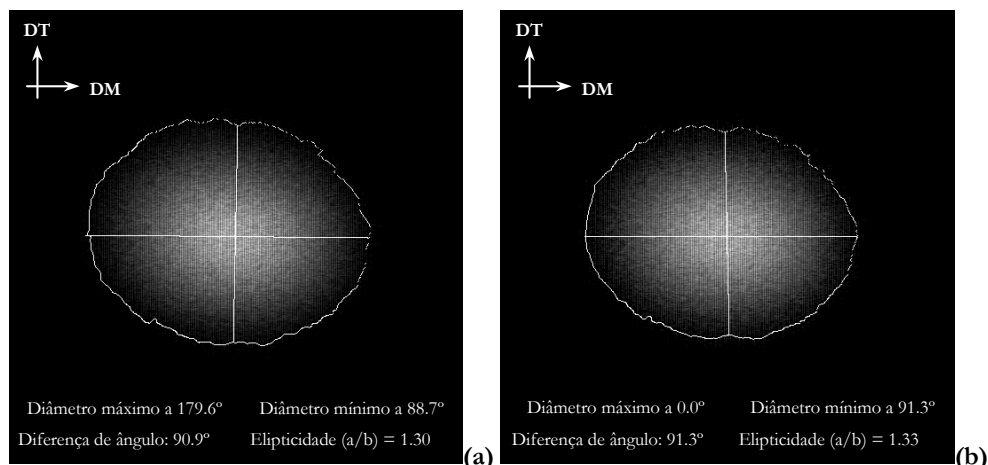 DT
DM
Diâmetro máximo a 179.6º Diâmetro mínimo a 88.7º
Diferença de ângulo: 90.9º Elipticidade (a/b) = 1.30
(a)
DT
DM
Diâmetro máximo a 0.0º Diâmetro mínimo a 91.3º
Diferença de ângulo: 91.3º Elipticidade (a/b) = 1.33
(b)